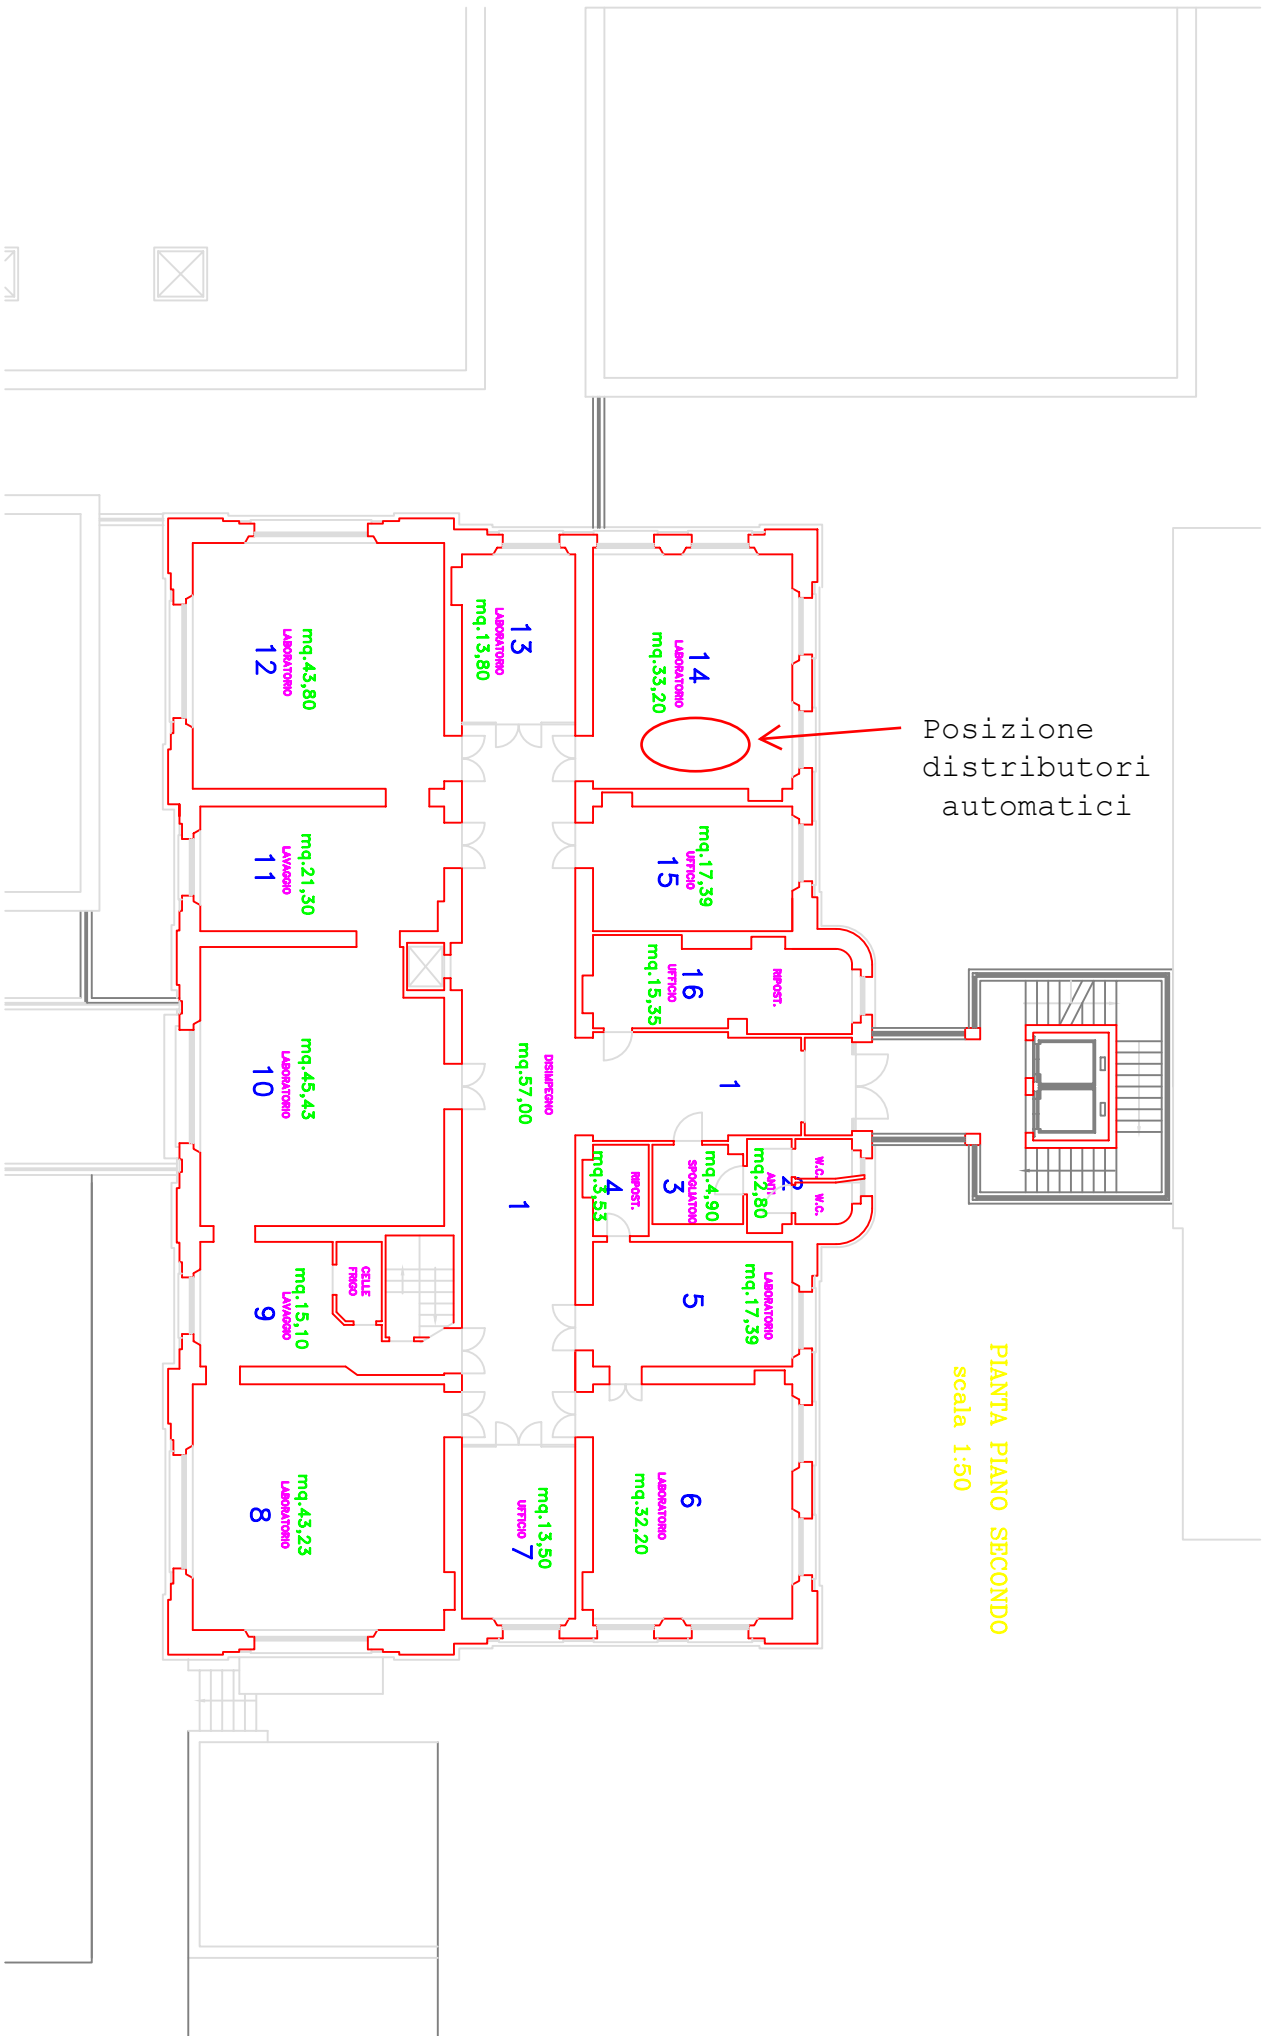 Posizione
distributori
automatici
PIANTA PIANO SECONDO
scala 1:50
12
LABORATORIO
mq.43,80
13
LABORATORIO
mq.13,80
14
LABORATORIO
mq.33,20
11
LAVAGGIO
mq.21,30
mq.17,39
UFFICIO
15
16
UFFICIO
mq.15,35
RIPOST.
10
LABORATORIO
mq.45,43
DISIMPEGNO
mq.57,00
1
1
W.C.
W.C.
2
ANTI.
mq.2,80
mq.4,90
SPOGLIATOIO
3
RIPOST.
4
mq.3,53
LABORATORIO
mq.17,39
5
CELLE
FRIGO
mq.15,10
LAVAGGIO
9
mq.43,23
LABORATORIO
8
mq.13,50
UFFICIO
7
6
LABORATORIO
mq.32,20